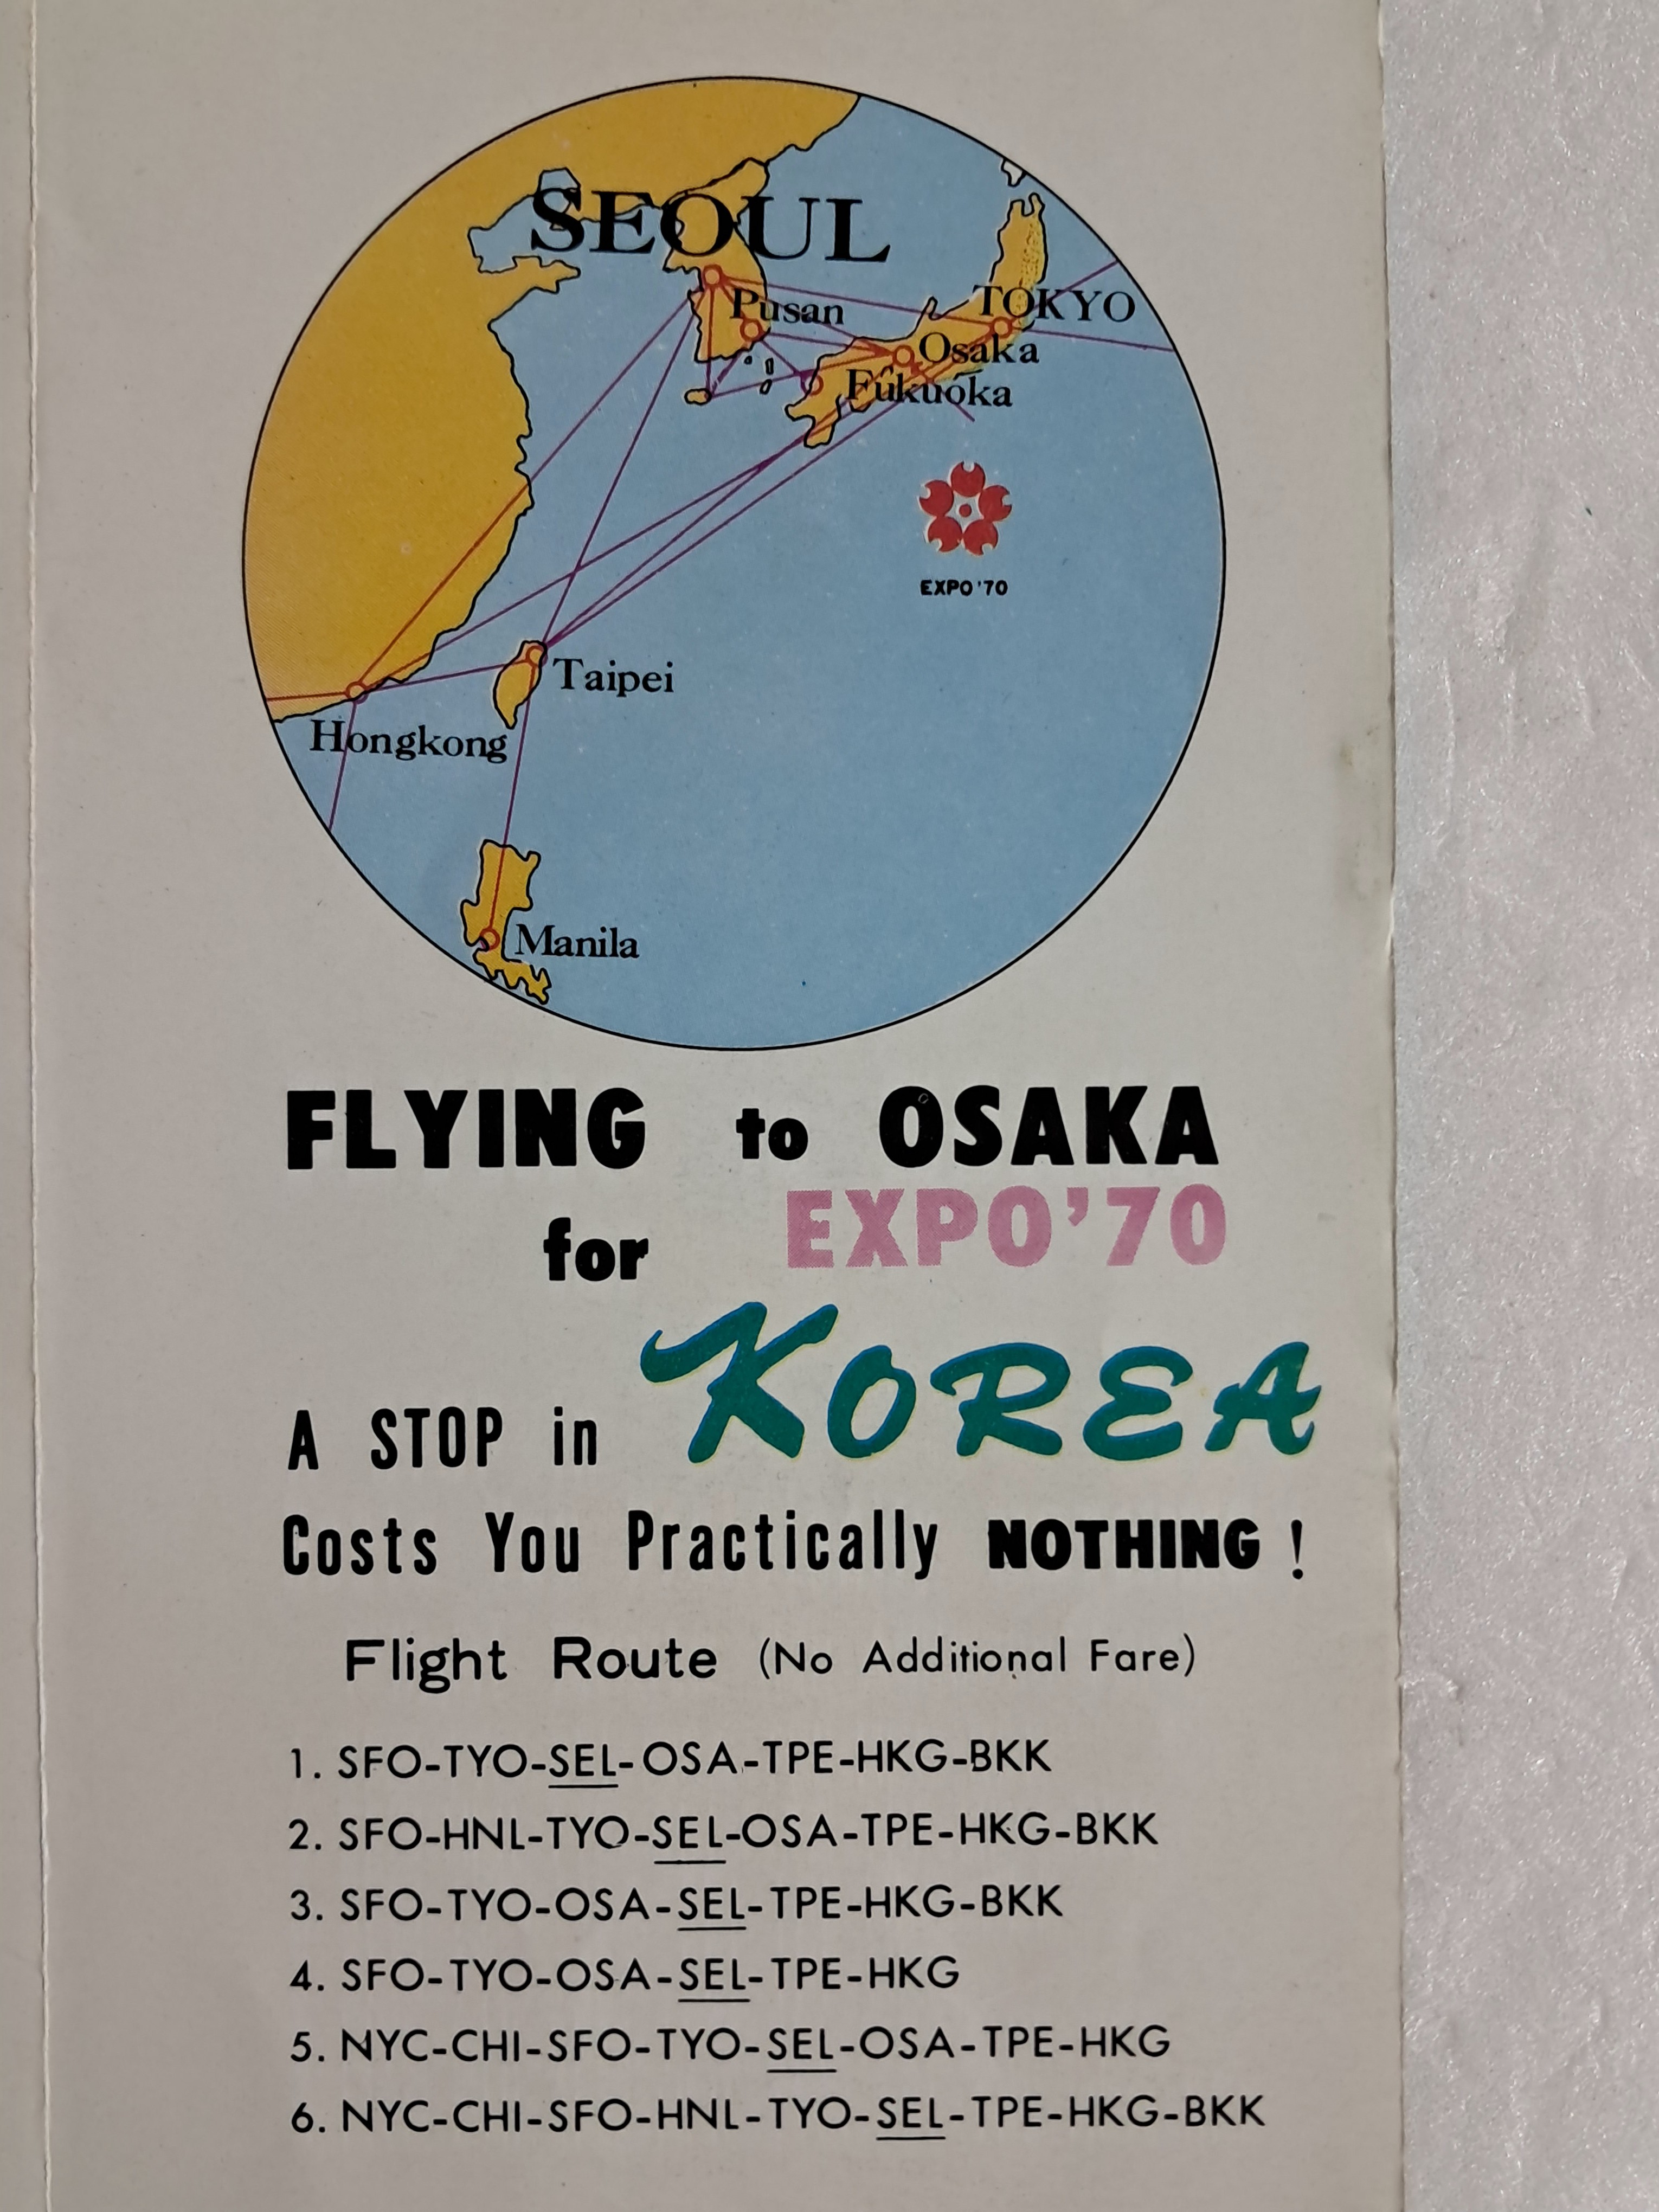 SEOUL
Pusan
TOKYO
Osaka
Fukuoka
EXPO '70
Taipei
Hongkong
Manila
FLYING to OSAKA
for EXPO'70
A STOP in KOREA
Costs You Practically NOTHING !
Flight Route (No Additional Fare)
1. SFO-TYO-SEL-OSA-TPE-HKG-BKK
2. SFO-HNL-TYO-SEL-OSA-TPE-HKG-BKK
3. SFO-TYO-OSA-SEL-TPE-HKG-BKK
4. SFO-TYO-OSA-SEL-TPE-HKG
5. NYC-CHI-SFO-TYO-SEL-OSA-TPE-HKG
6. NYC-CHI-SFO-HNL-TYO-SEL-TPE-HKG-BKK